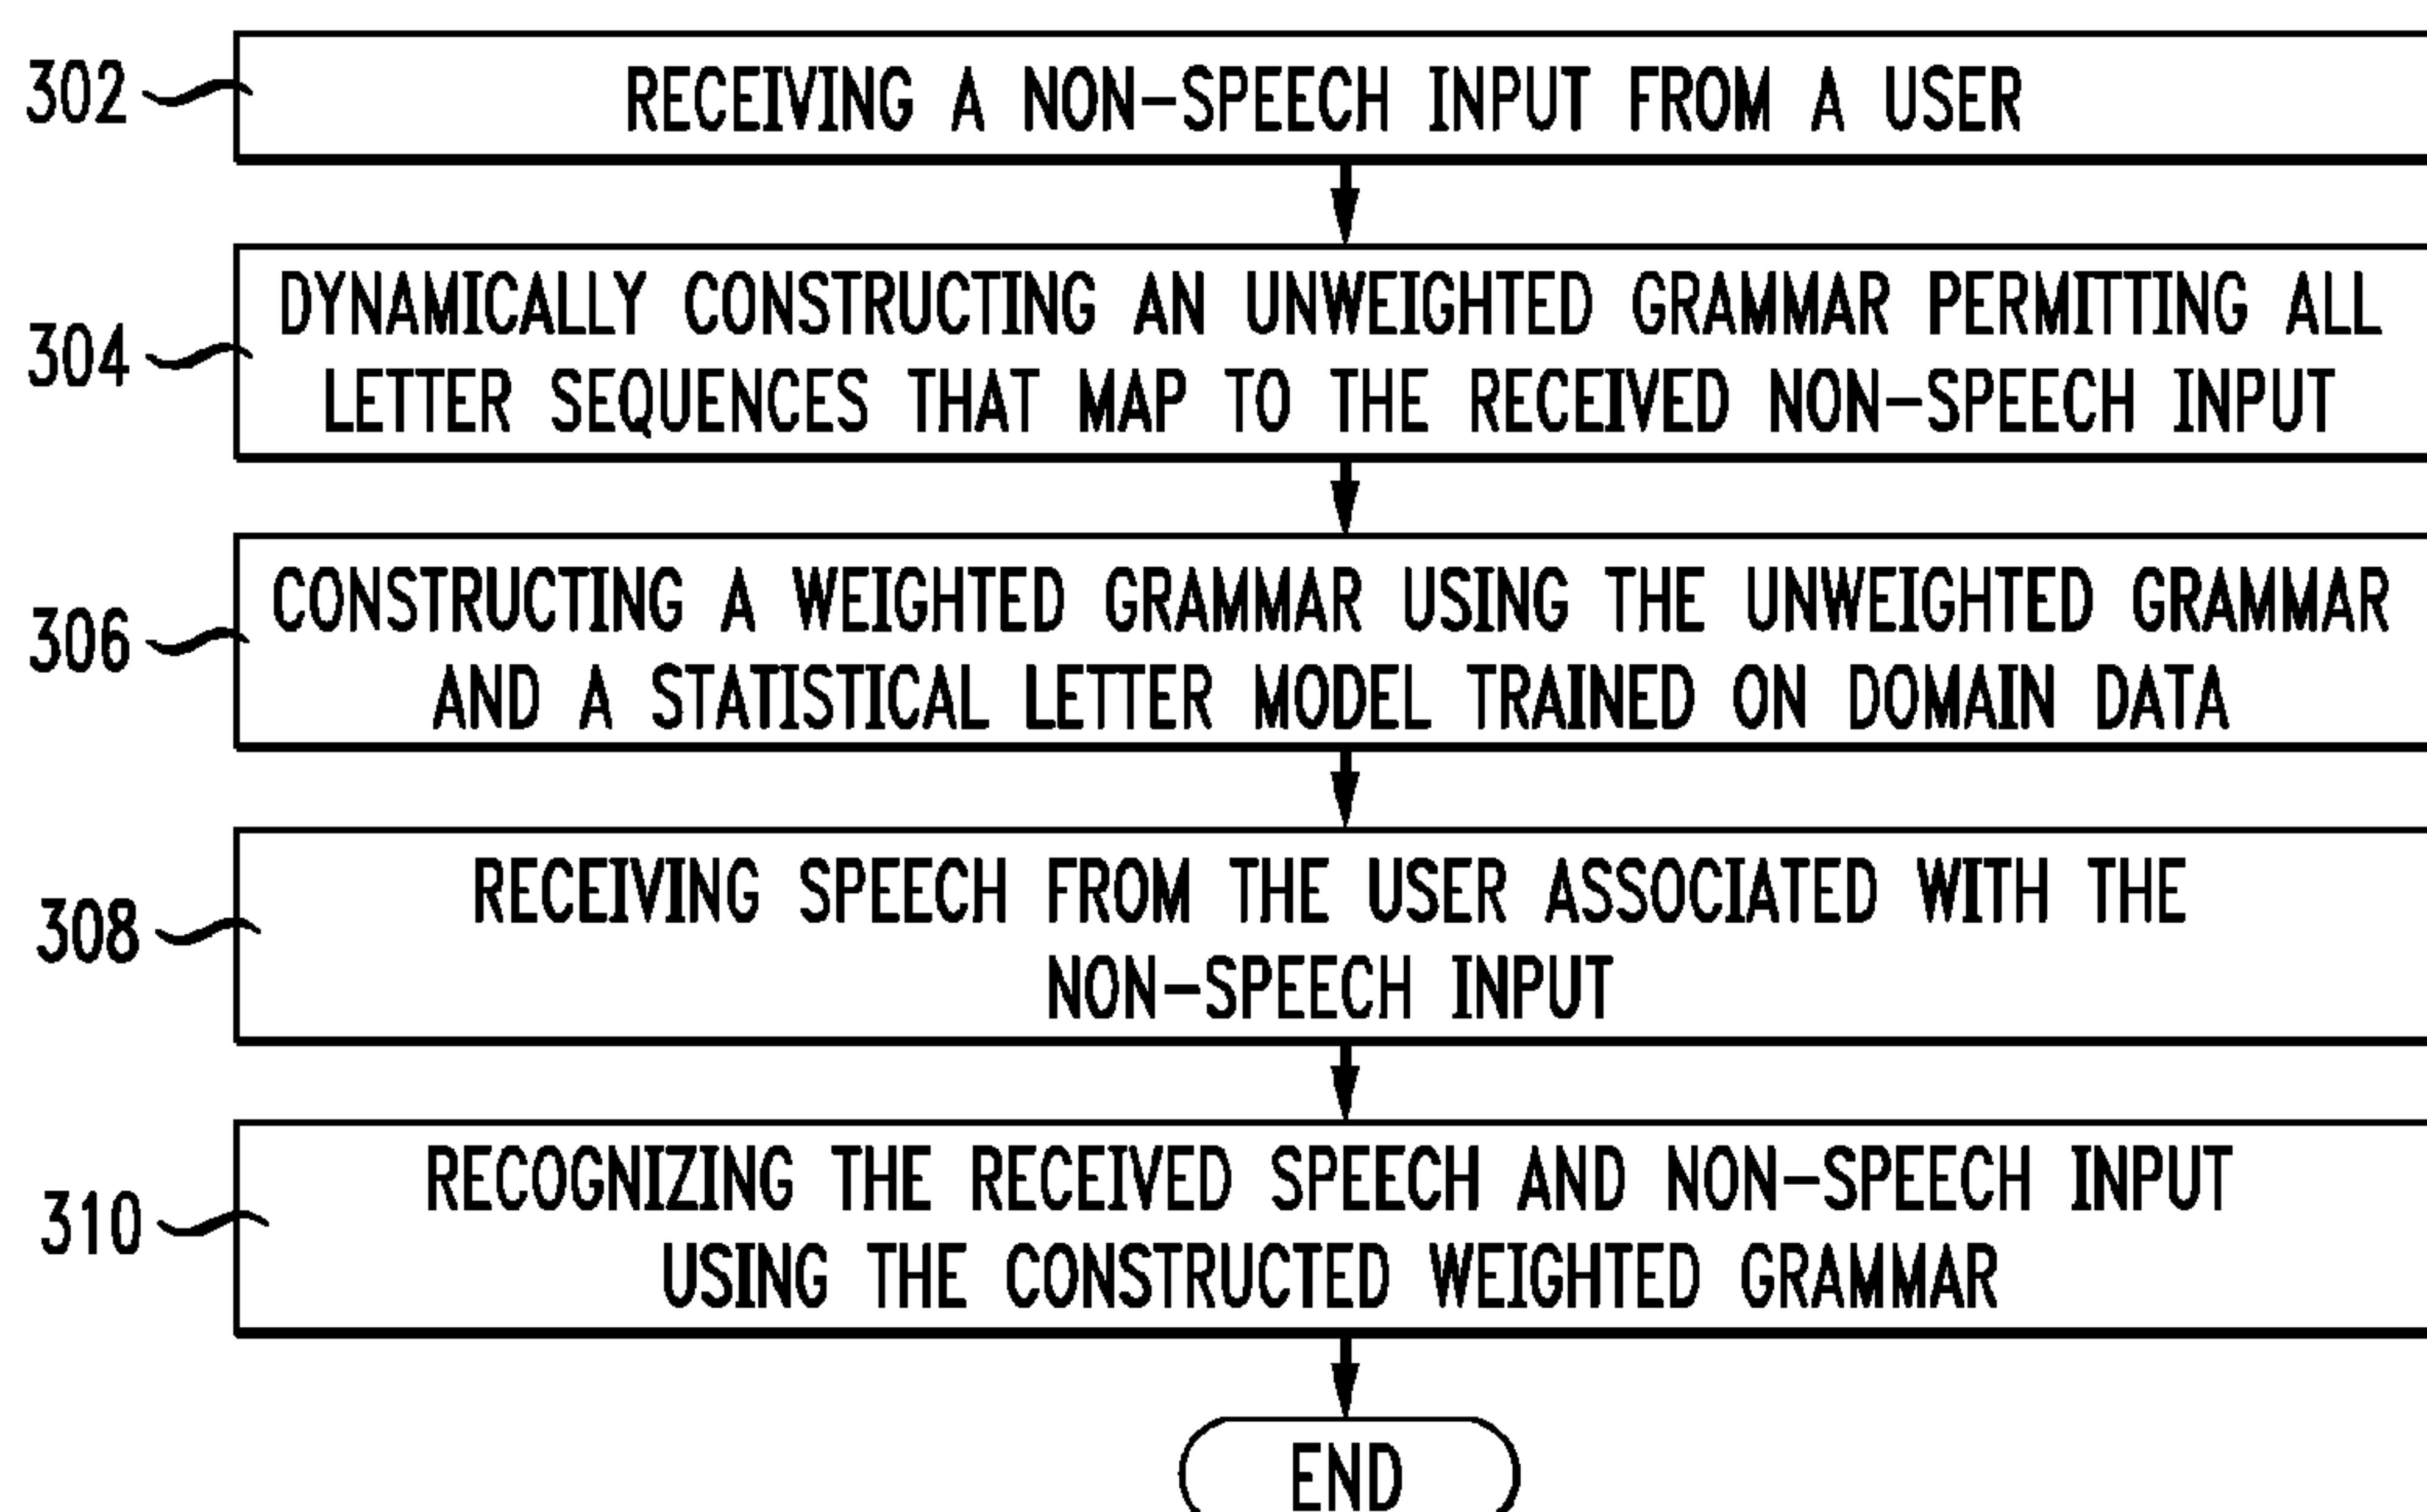 302
RECEIVING A NON-SPEECH INPUT FROM A USER
304
DYNAMICALLY CONSTRUCTING AN UNWEIGHTED GRAMMAR PERMITTING ALL
LETTER SEQUENCES THAT MAP TO THE RECEIVED NON-SPEECH INPUT
306
CONSTRUCTING A WEIGHTED GRAMMAR USING THE UNWEIGHTED GRAMMAR
AND A STATISTICAL LETTER MODEL TRAINED ON DOMAIN DATA
308
RECEIVING SPEECH FROM THE USER ASSOCIATED WITH THE
NON-SPEECH INPUT
310
RECOGNIZING THE RECEIVED SPEECH AND NON-SPEECH INPUT
USING THE CONSTRUCTED WEIGHTED GRAMMAR
END